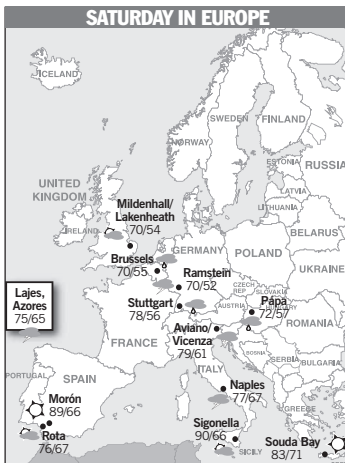 SATURDAY IN EUROPE
ICELAND
SWEDEN
FINLAND
NORWAY
ESTONIA
RUSSIA
LATVIA
LITHUANIA
UNITED
KINGDOM
Mildenhall/
Lakenheath
70/54
IRELAND
BELARUS
Brussels
70/55
GERMANY
POLAND
UKRAINE
Ramstein
70/52
Lajes,
Azores
75/65
Stuttgart
78/56
CZECH
REP
SLOVAKIA
AUSTRIA
HUNGARY
Pápa
72/57
Aviano/
Vicenza
79/61
FRANCE
ROMANIA
BOSNIA
SERBIA
BULGARIA
ITALY
PORTUGAL
SPAIN
Morón
89/66
Naples
77/67
Rota
76/67
Sigonella
90/66
SICILY
GREECE
Souda Bay
83/71